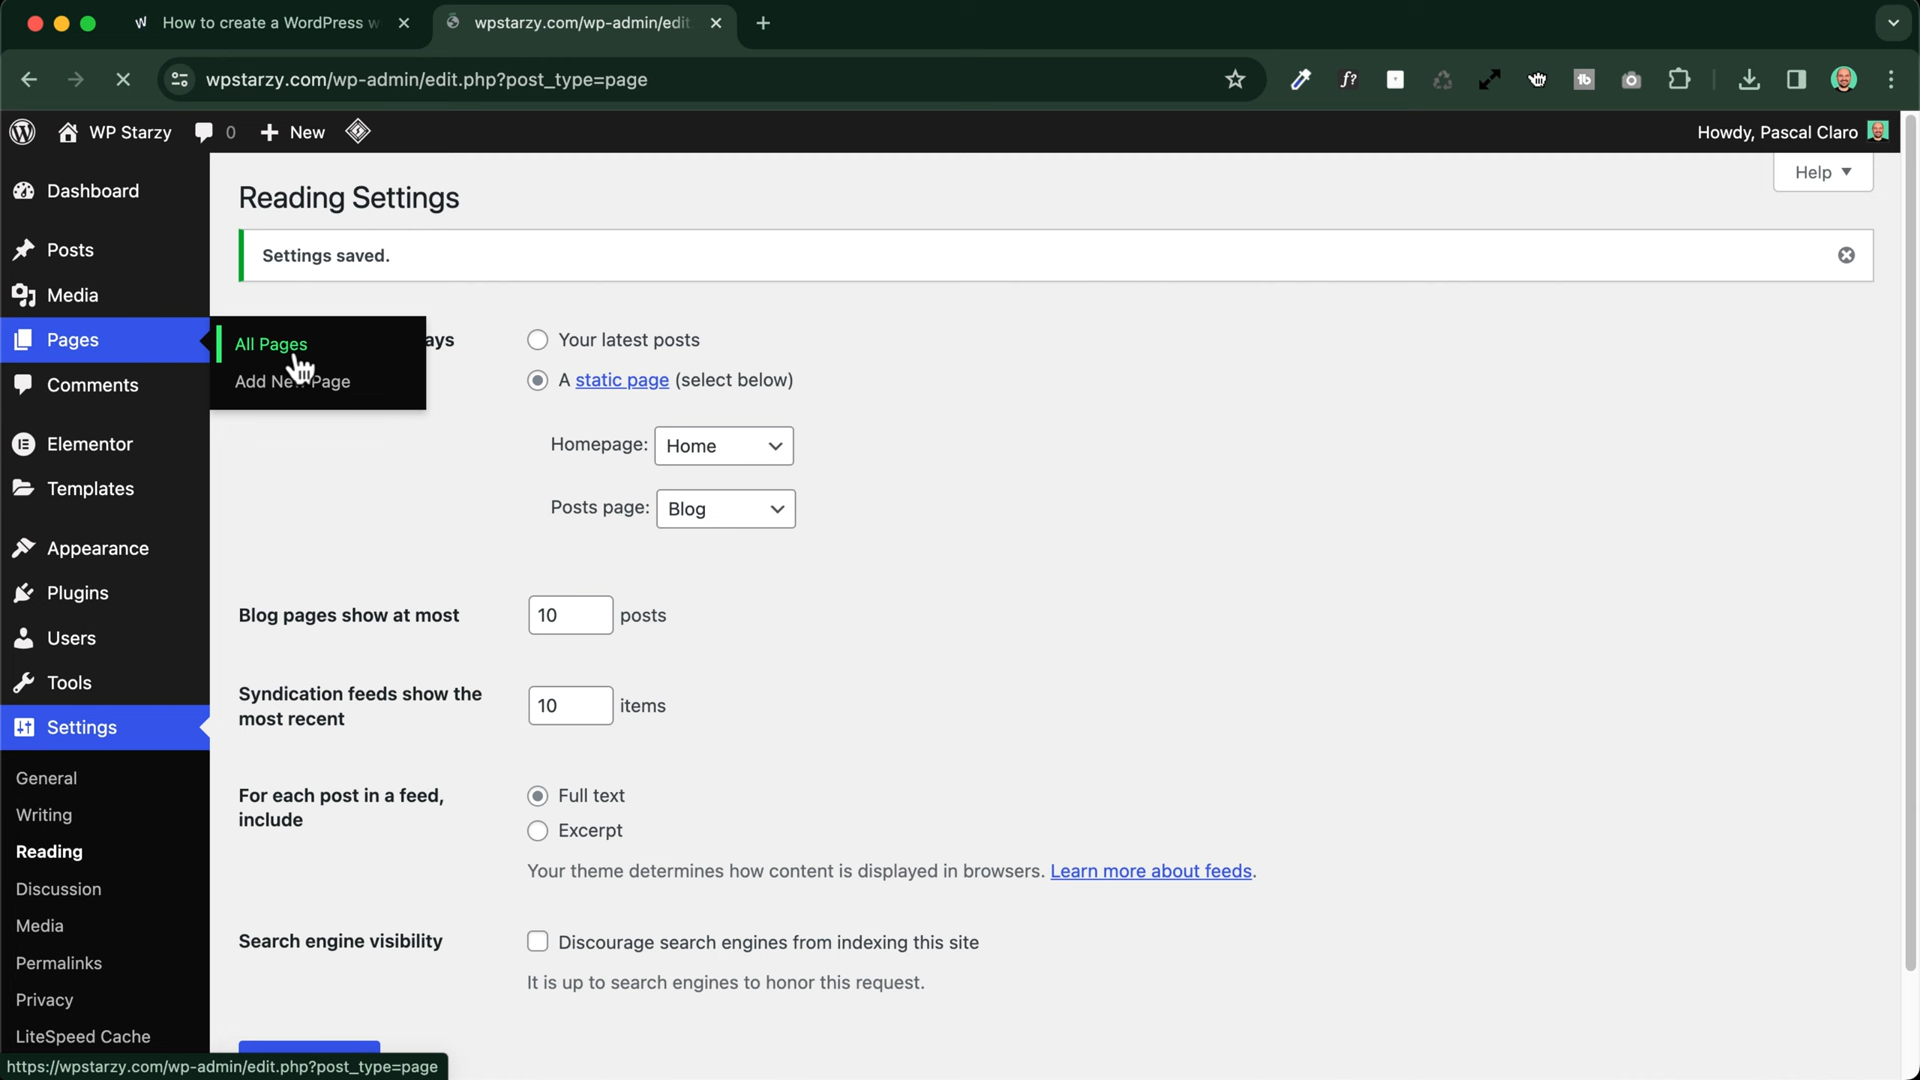 How to create a WordPress w
wpstarzy.com/wp-admin/edit
wpstarzy.com/wp-admin/edit.php?post_type=page
WP Starzy
0
New
Howdy, Pascal Claro
Help
Dashboard
Posts
Media
Pages
All Pages
Add New Page
Comments
Elementor
Templates
Appearance
Plugins
Users
Tools
Settings
General
Writing
Reading
Discussion
Media
Permalinks
Privacy
LiteSpeed Cache
Reading Settings
Settings saved.
ays
Your latest posts
A static page (select below)
Homepage: Home
Posts page: Blog
Blog pages show at most
10 posts
Syndication feeds show the
most recent
10 items
For each post in a feed,
include
Full text
Excerpt
Your theme determines how content is displayed in browsers. Learn more about feeds.
Search engine visibility
Discourage search engines from indexing this site
It is up to search engines to honor this request.
https://wpstarzy.com/wp-admin/edit.php?post_type=page
f?
tb